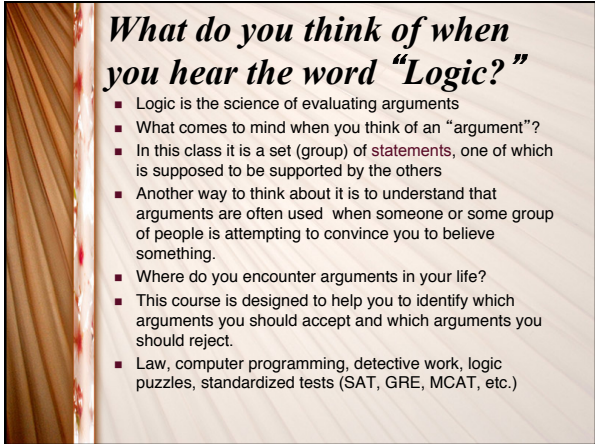 What do you think of when
you hear the word “Logic?”
■ Logic is the science of evaluating arguments
■ What comes to mind when you think of an “argument”?
■ In this class it is a set (group) of statements, one of which
is supposed to be supported by the others
■ Another way to think about it is to understand that
arguments are often used when someone or some group
of people is attempting to convince you to believe
something.
■ Where do you encounter arguments in your life?
■ This course is designed to help you to identify which
arguments you should accept and which arguments you
should reject.
■ Law, computer programming, detective work, logic
puzzles, standardized tests (SAT, GRE, MCAT, etc.)